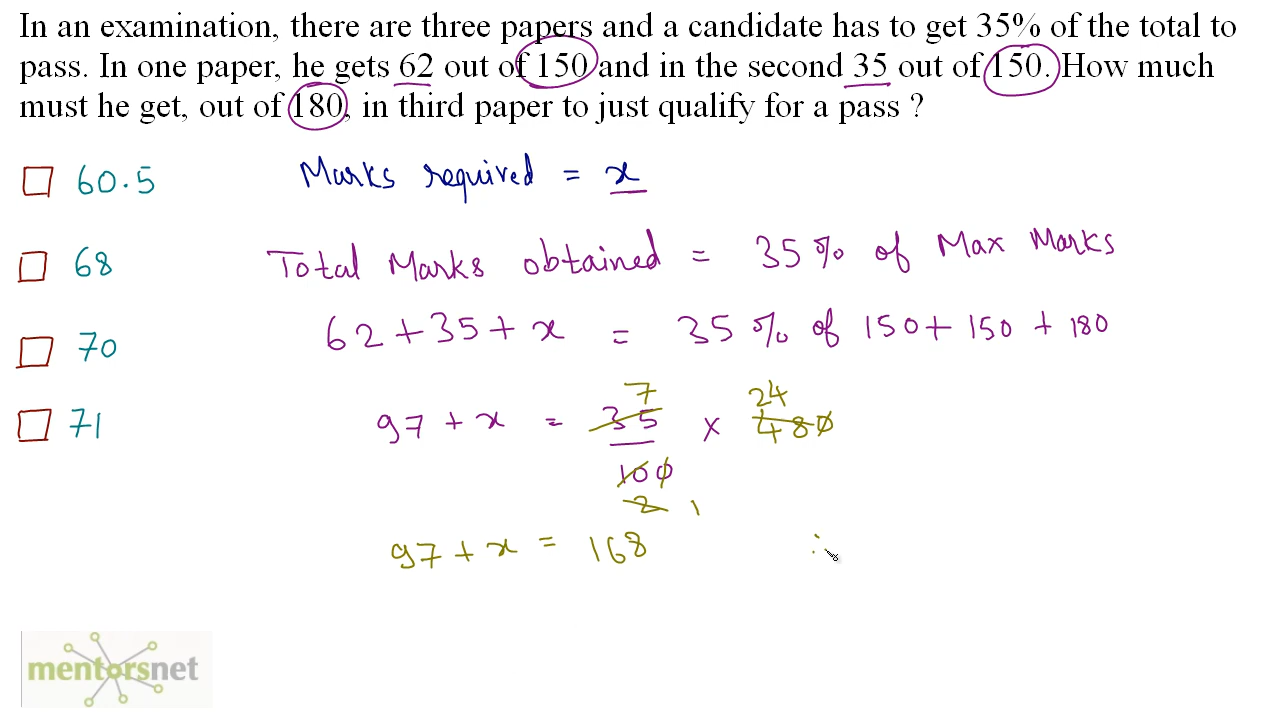 In an examination, there are three papers and a candidate has to get 35% of the total to
pass. In one paper, he gets 62 out of 150 and in the second 35 out of 150. How much
must he get, out of 180, in third paper to just qualify for a pass ?
60.5
Marks required = x
68
Total Marks obtained = 35% of Max Marks
62 + 35 + x = 35% of 150 + 150 + 180
70
7 24
71
97 + x = 35 × 480
100
2 1
97 + x = 168 ∴
mentorsnet